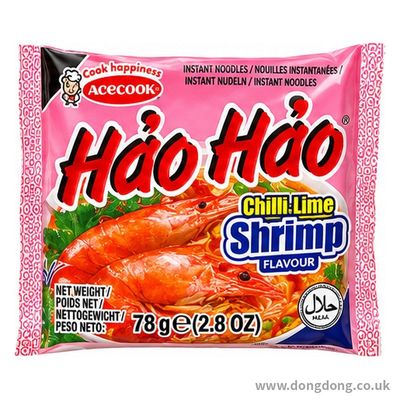 Cook happiness
ACECOOK®
INSTANT NOODLES / NOUILLES INSTANTANÉES /
INSTANT NUDELN / INSTANT NOODLES
Hảo Hảo®
Chilli Lime
Shrimp
FLAVOUR
NET WEIGHT/
POIDS NET/
NETTOGEWICHT/
PESO NETO:
78g℮(2.8 OZ)
حلال
www.dongdong.co.uk